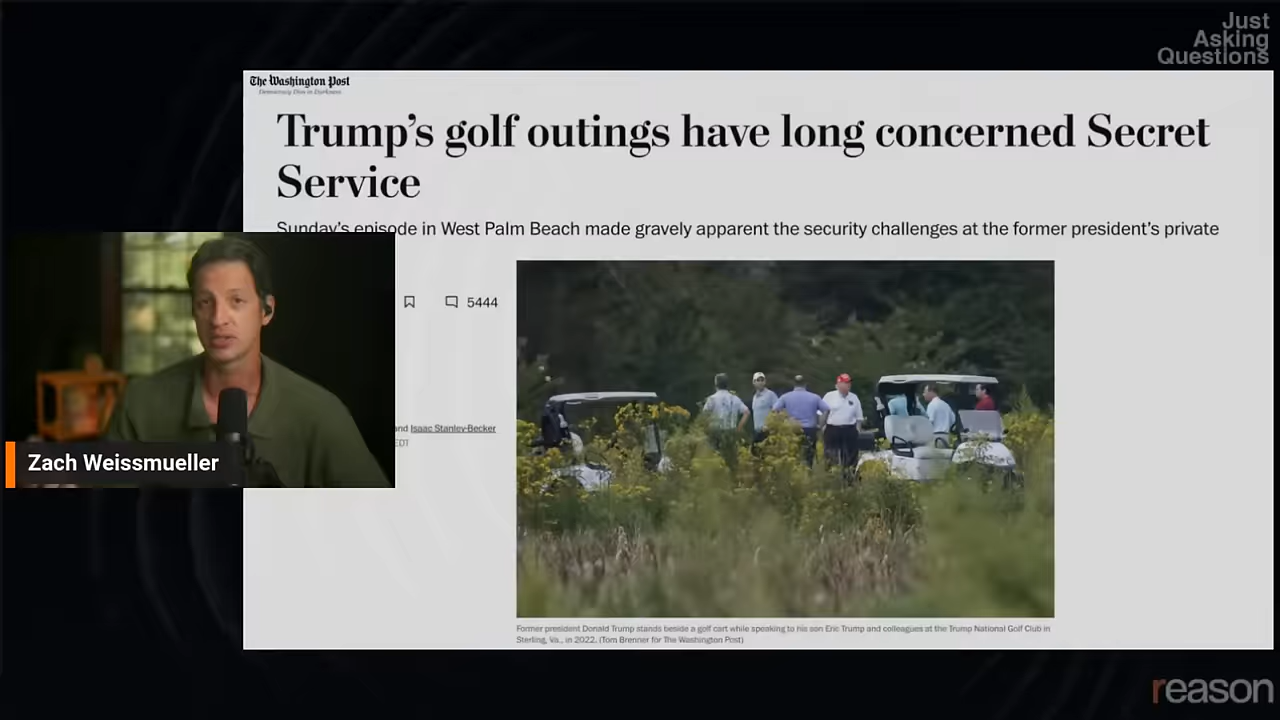 Just
Asking
Questions
The Washington Post
Democracy Dies in Darkness
Trump's golf outings have long concerned Secret
Service
Sunday's episode in West Palm Beach made gravely apparent the security challenges at the former president's private
5444
and Isaac Stanley-Becker
EDT
Zach Weissmueller
Former president Donald Trump stands beside a golf cart while speaking to his son Eric Trump and colleagues at the Trump National Golf Club in
Sterling, Va., in 2022. (Tom Brenner for The Washington Post)
reason